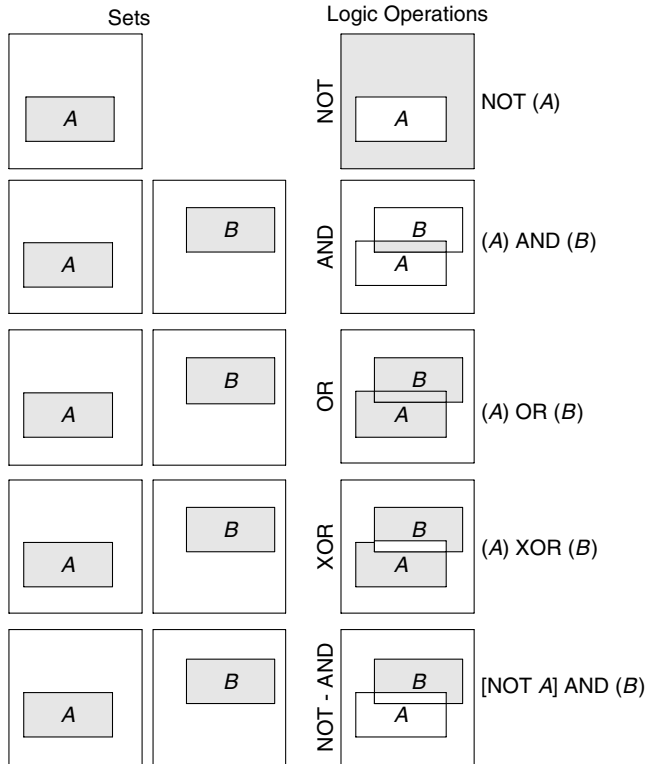 Sets
Logic Operations
A
NOT
A
NOT (A)
A
B
AND
B
A
(A) AND (B)
A
B
OR
B
A
(A) OR (B)
A
B
XOR
B
A
(A) XOR (B)
A
B
NOT - AND
B
A
[NOT A] AND (B)